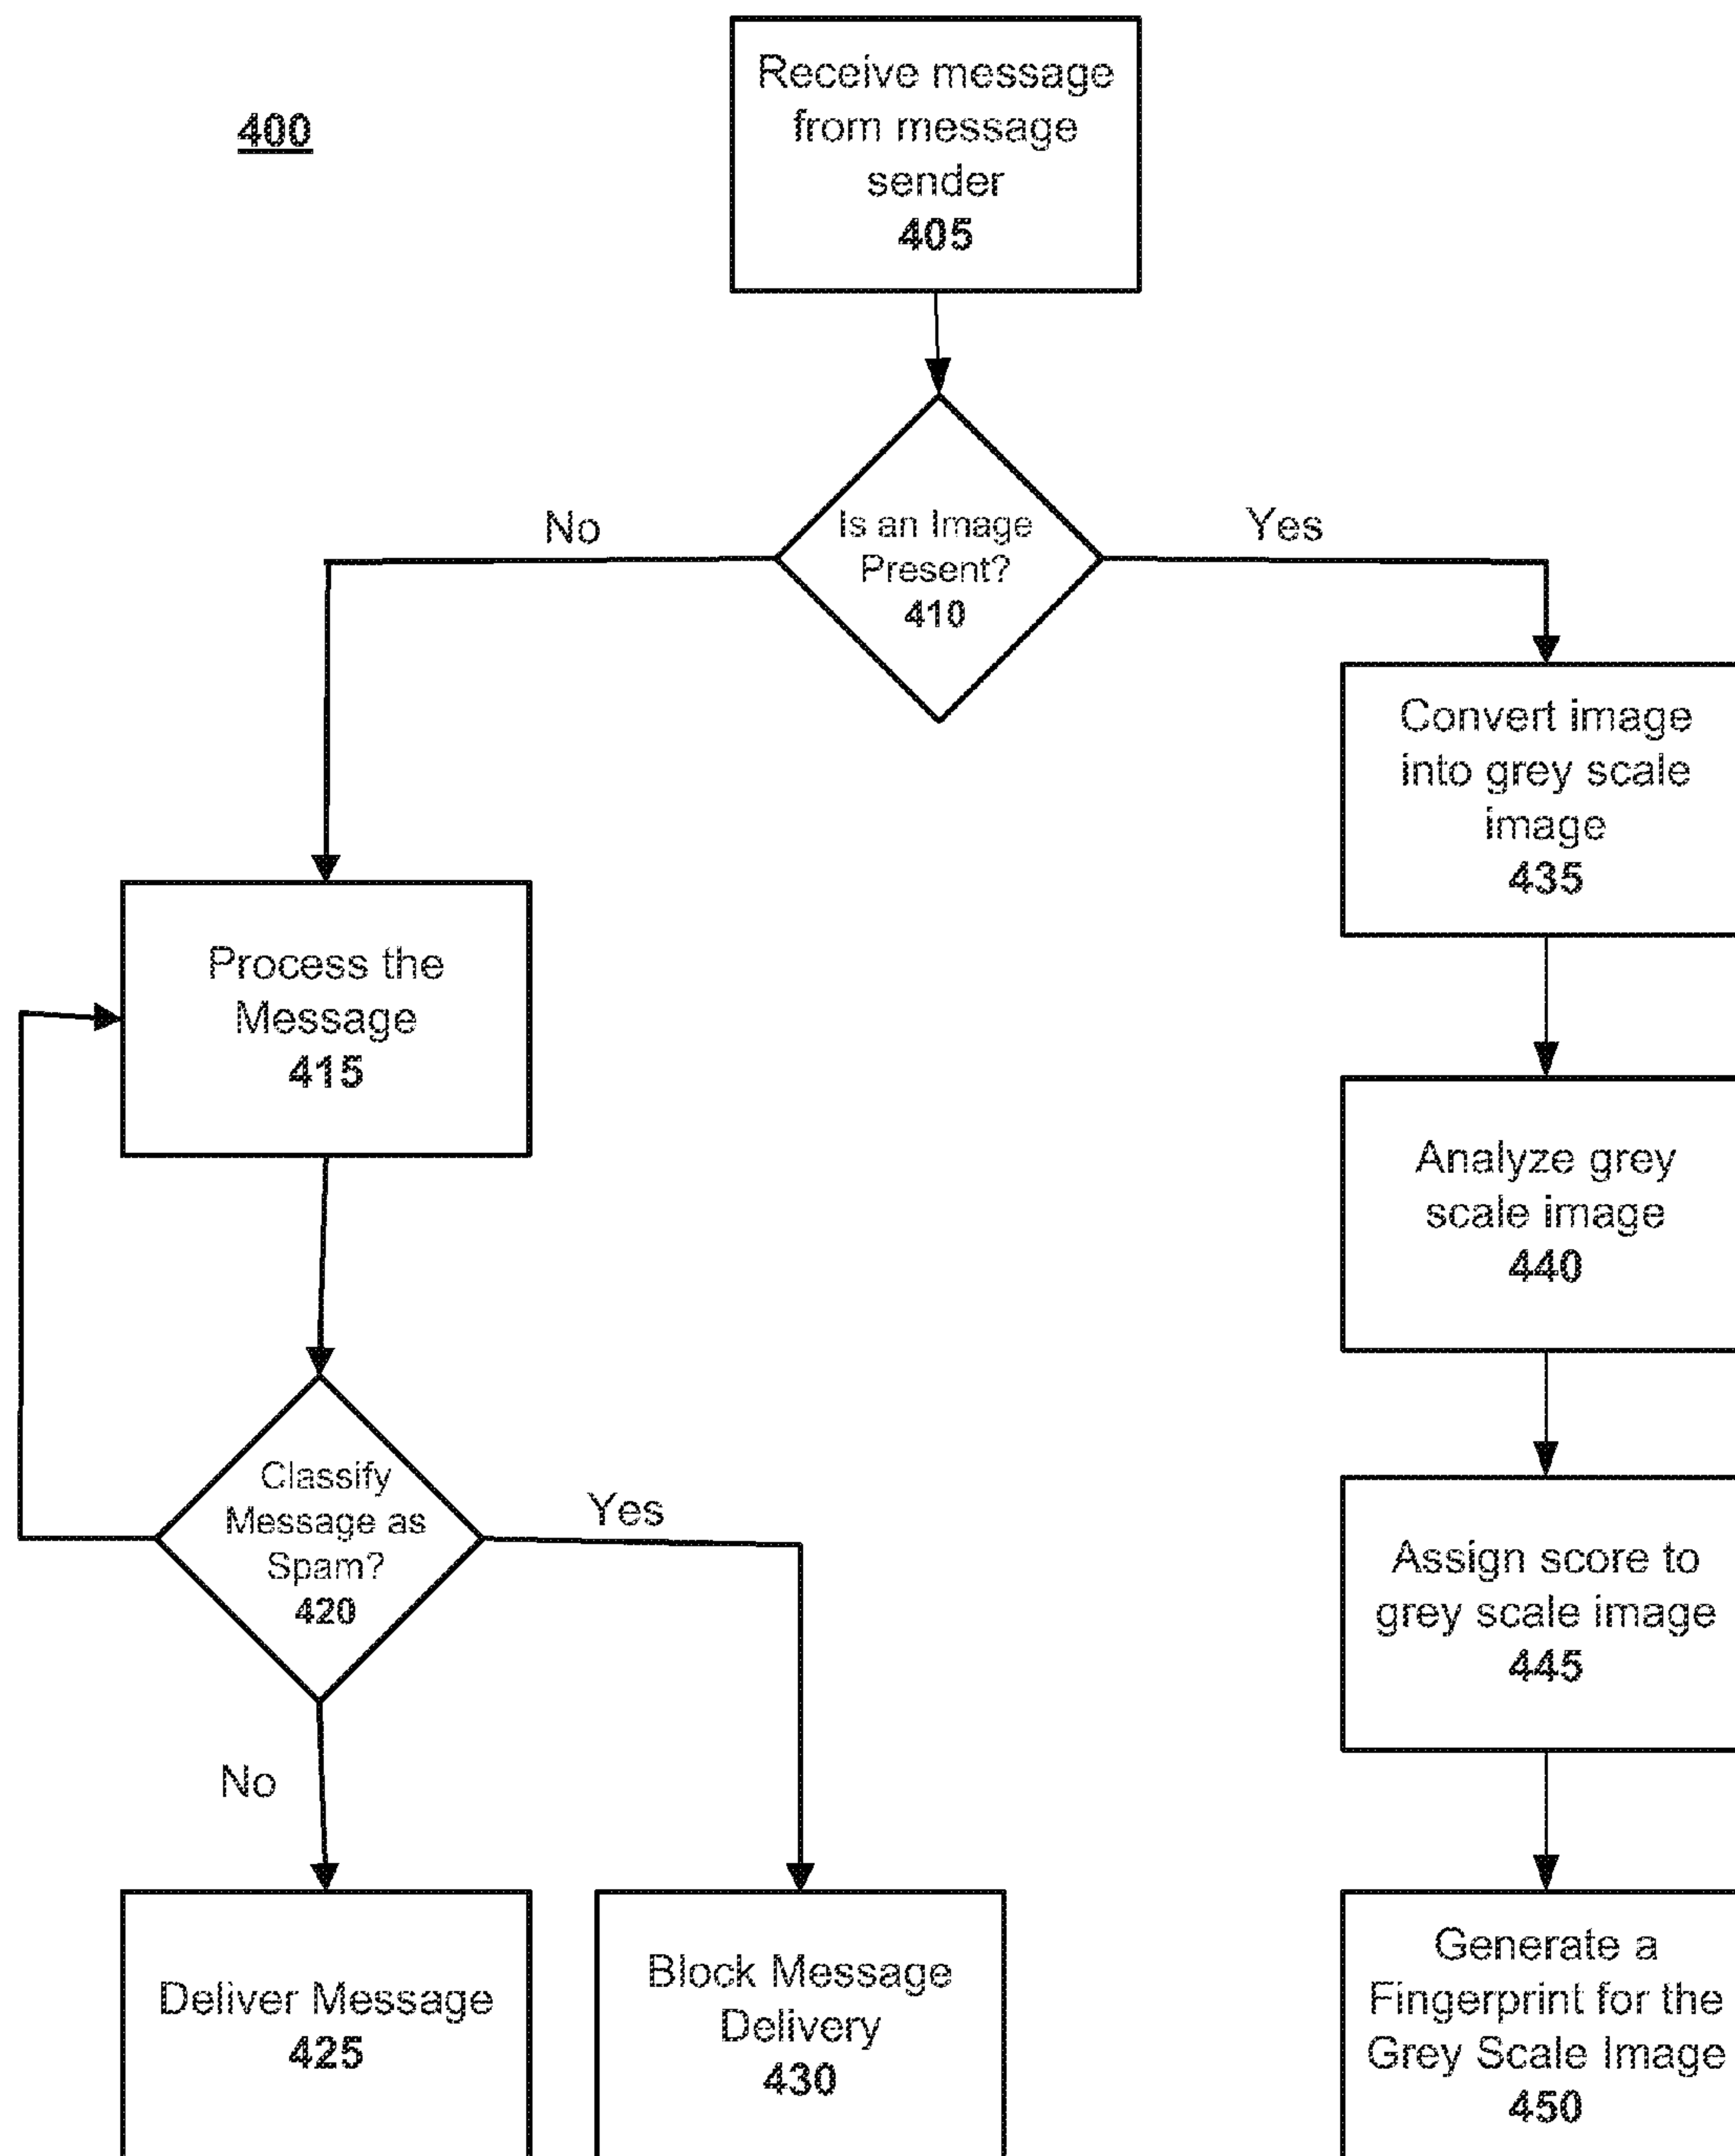 400
Receive message
from message
sender
405
Is an Image
Present?
410
No
Yes
Convert image
into grey scale
image
435
Process the
Message
415
Analyze grey
scale image
440
Classify
Message as
Spam?
420
Yes
No
Assign score to
grey scale image
445
Deliver Message
425
Block Message
Delivery
430
Generate a
Fingerprint for the
Grey Scale Image
450